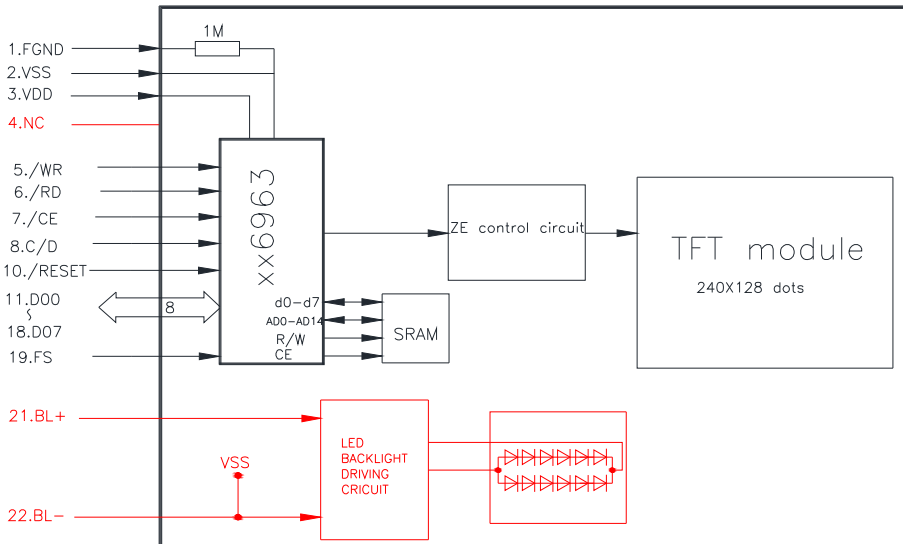 1M
1.FGND
2.VSS
3.VDD
4.NC
5./WR
6./RD
7./CE
8.C/D
10./RESET
11.D00
~
18.D07
19.FS
8
xx6963
d0-d7
AD0-AD14
R/W
CE
SRAM
ZE control circuit
TFT module
240X128 dots
21.BL+
22.BL-
VSS
LED
BACKLIGHT
DRIVING
CRICUIT